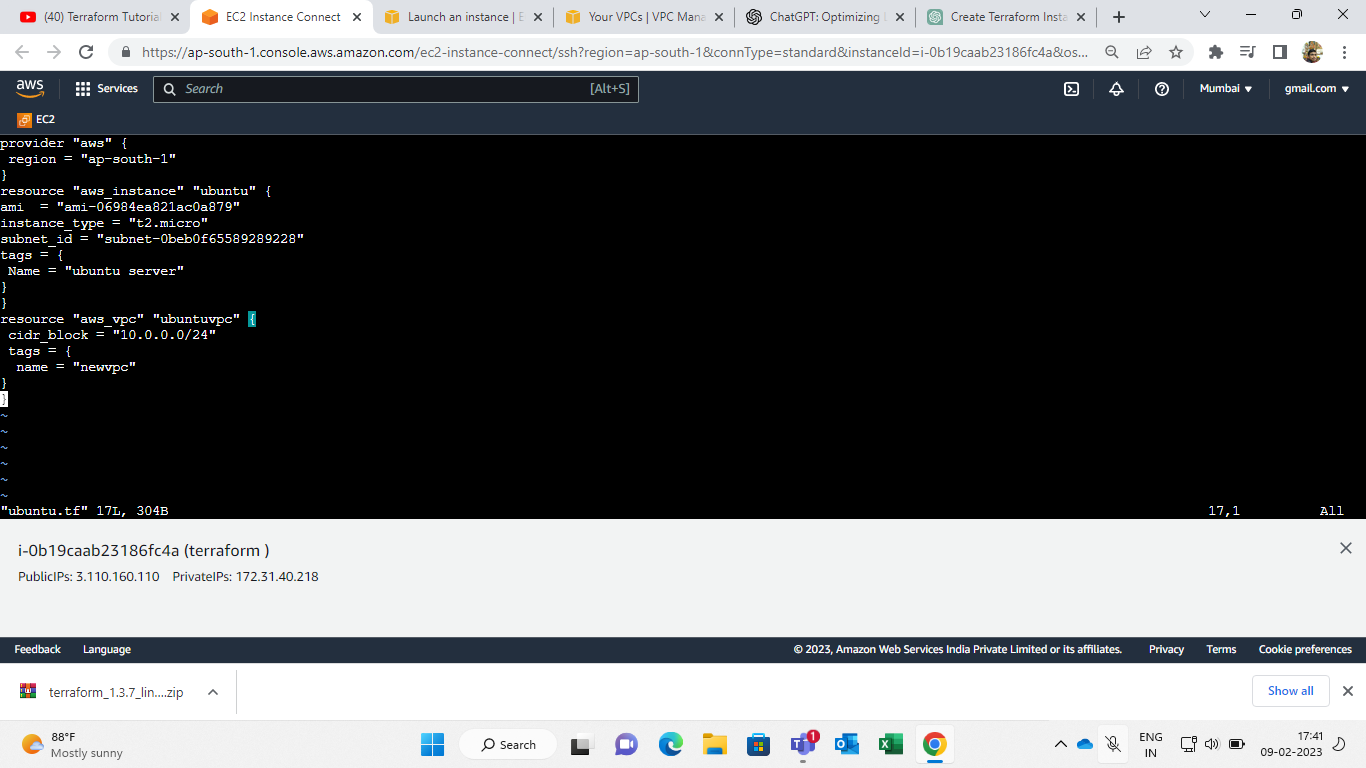 (40) Terraform Tutorial
EC2 Instance Connect
Launch an instance | E
Your VPCs | VPC Mana
ChatGPT: Optimizing L
Create Terraform Insta
https://ap-south-1.console.aws.amazon.com/ec2-instance-connect/ssh?region=ap-south-1&connType=standard&instanceId=i-0b19caab23186fc4a&os...
aws
Services
Search
[Alt+S]
Mumbai
gmail.com
EC2
provider "aws" {
region = "ap-south-1"
}
resource "aws_instance" "ubuntu" {
ami  = "ami-06984ea821ac0a879"
instance_type = "t2.micro"
subnet_id = "subnet-0beb0f65589289228"
tags = {
Name = "ubuntu server"
}
}
resource "aws_vpc" "ubuntuvpc" {
cidr_block = "10.0.0.0/24"
tags = {
name = "newvpc"
}
}
~
~
~
~
~
~
"ubuntu.tf" 17L, 304B 17,1 All
i-0b19caab23186fc4a (terraform )
PublicIPs: 3.110.160.110 PrivateIPs: 172.31.40.218
Feedback Language © 2023, Amazon Web Services India Private Limited or its affiliates. Privacy Terms Cookie preferences
terraform_1.3.7_lin....zip
Show all
88°F
Mostly sunny
Search
1
ENG
IN
17:41
09-02-2023